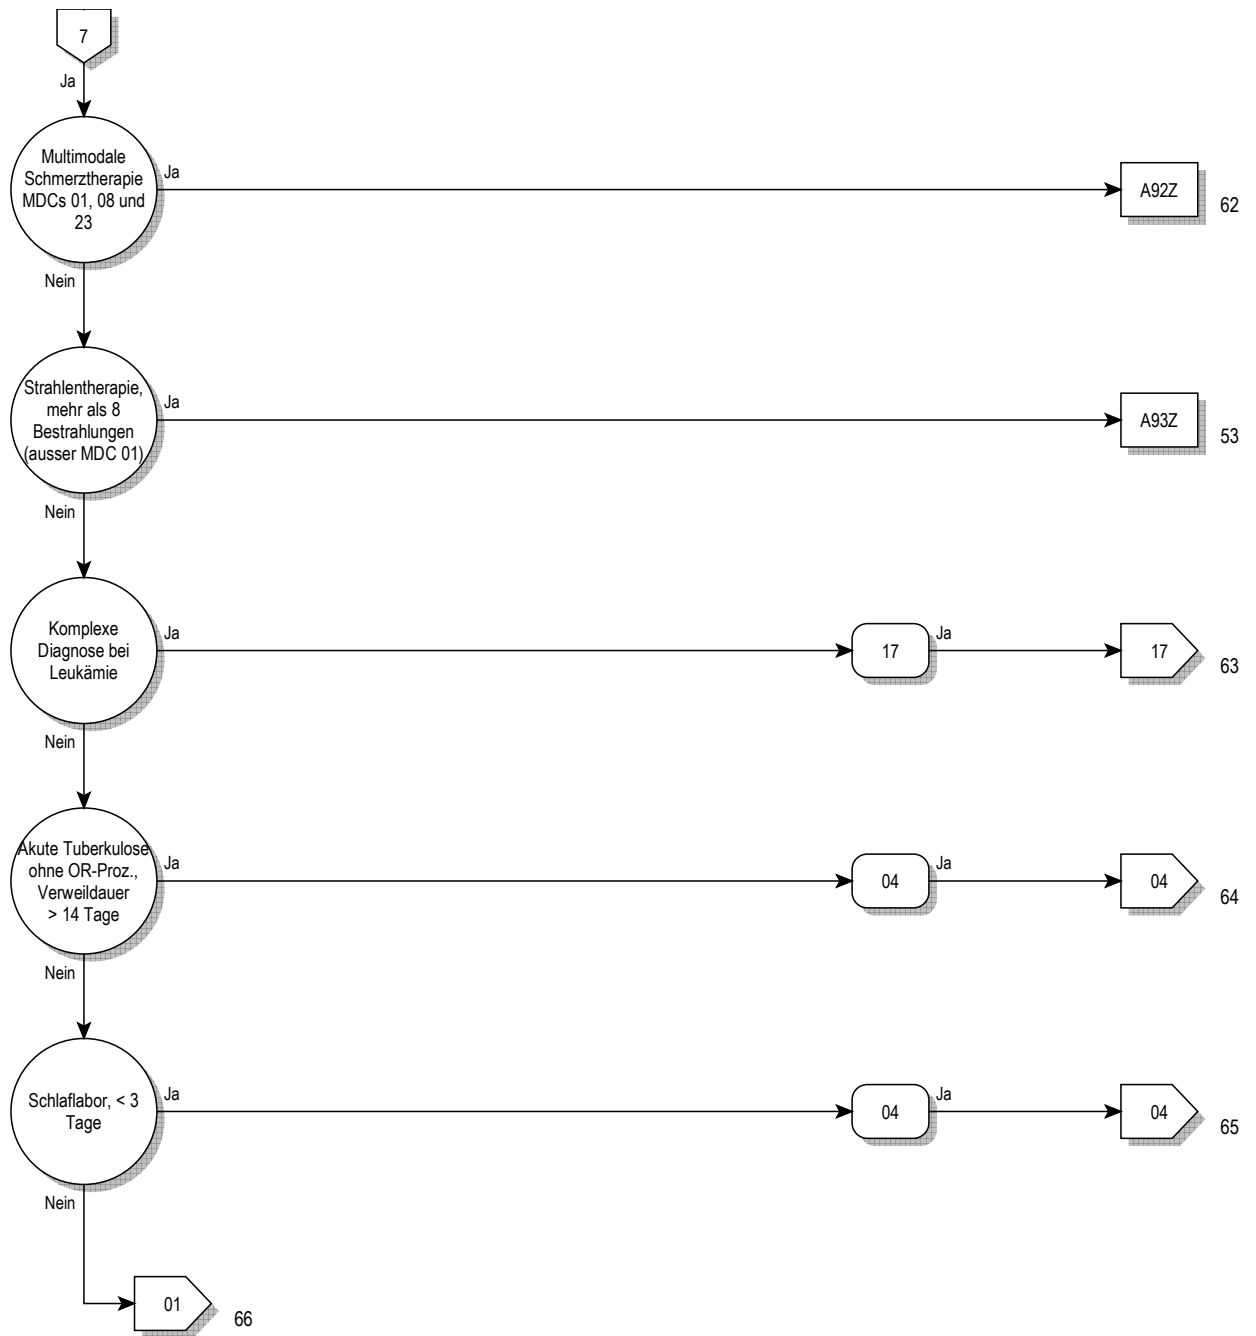 7
Ja
Multimodale
Schmerztherapie
MDCs 01, 08 und
23
Ja
A92Z
62
Nein
Strahlentherapie,
mehr als 8
Bestrahlungen
(ausser MDC 01)
Ja
A93Z
53
Nein
Komplexe
Diagnose bei
Leukämie
Ja
17
Ja
17
63
Nein
Akute Tuberkulose
ohne OR-Proz.,
Verweildauer
> 14 Tage
Ja
04
Ja
04
64
Nein
Schlaflabor, < 3
Tage
Ja
04
Ja
04
65
Nein
01
66